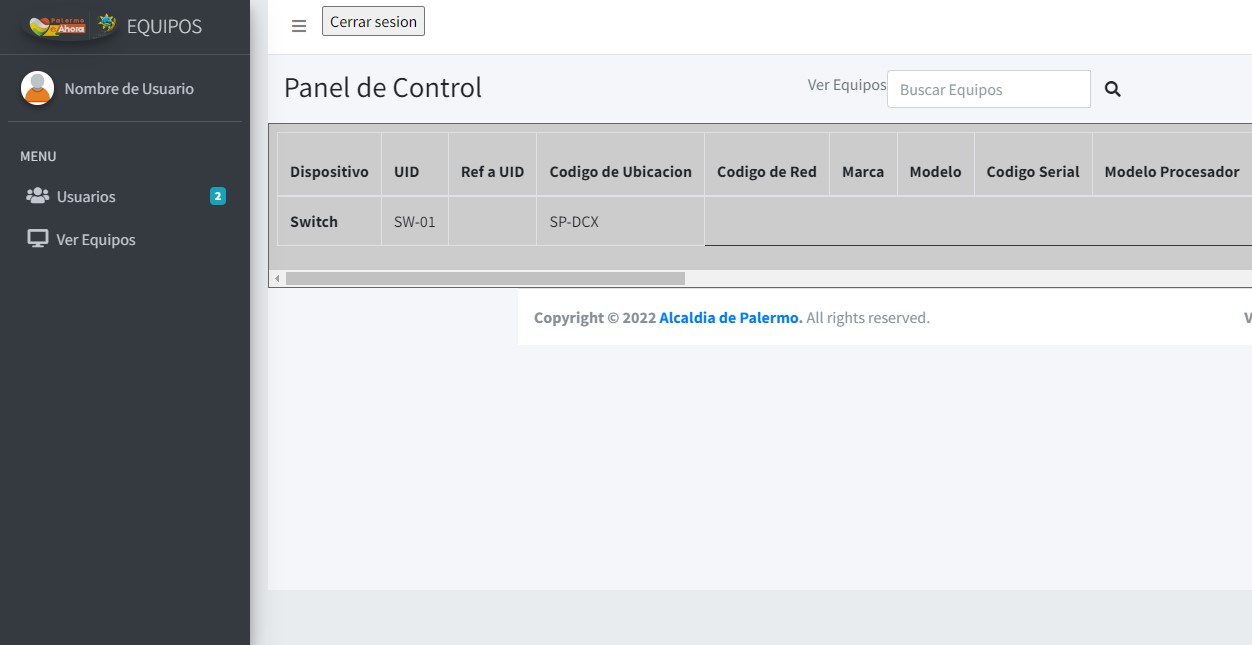 Palermo
Ahora
EQUIPOS
Nombre de Usuario
MENU
Usuarios 2
Ver Equipos
Cerrar sesion
Panel de Control
Ver Equipos Buscar Equipos
Dispositivo UID Ref a UID Codigo de Ubicacion Codigo de Red Marca Modelo Codigo Serial Modelo Procesador
Switch SW-01 SP-DCX
Copyright © 2022 Alcaldia de Palermo. All rights reserved. V